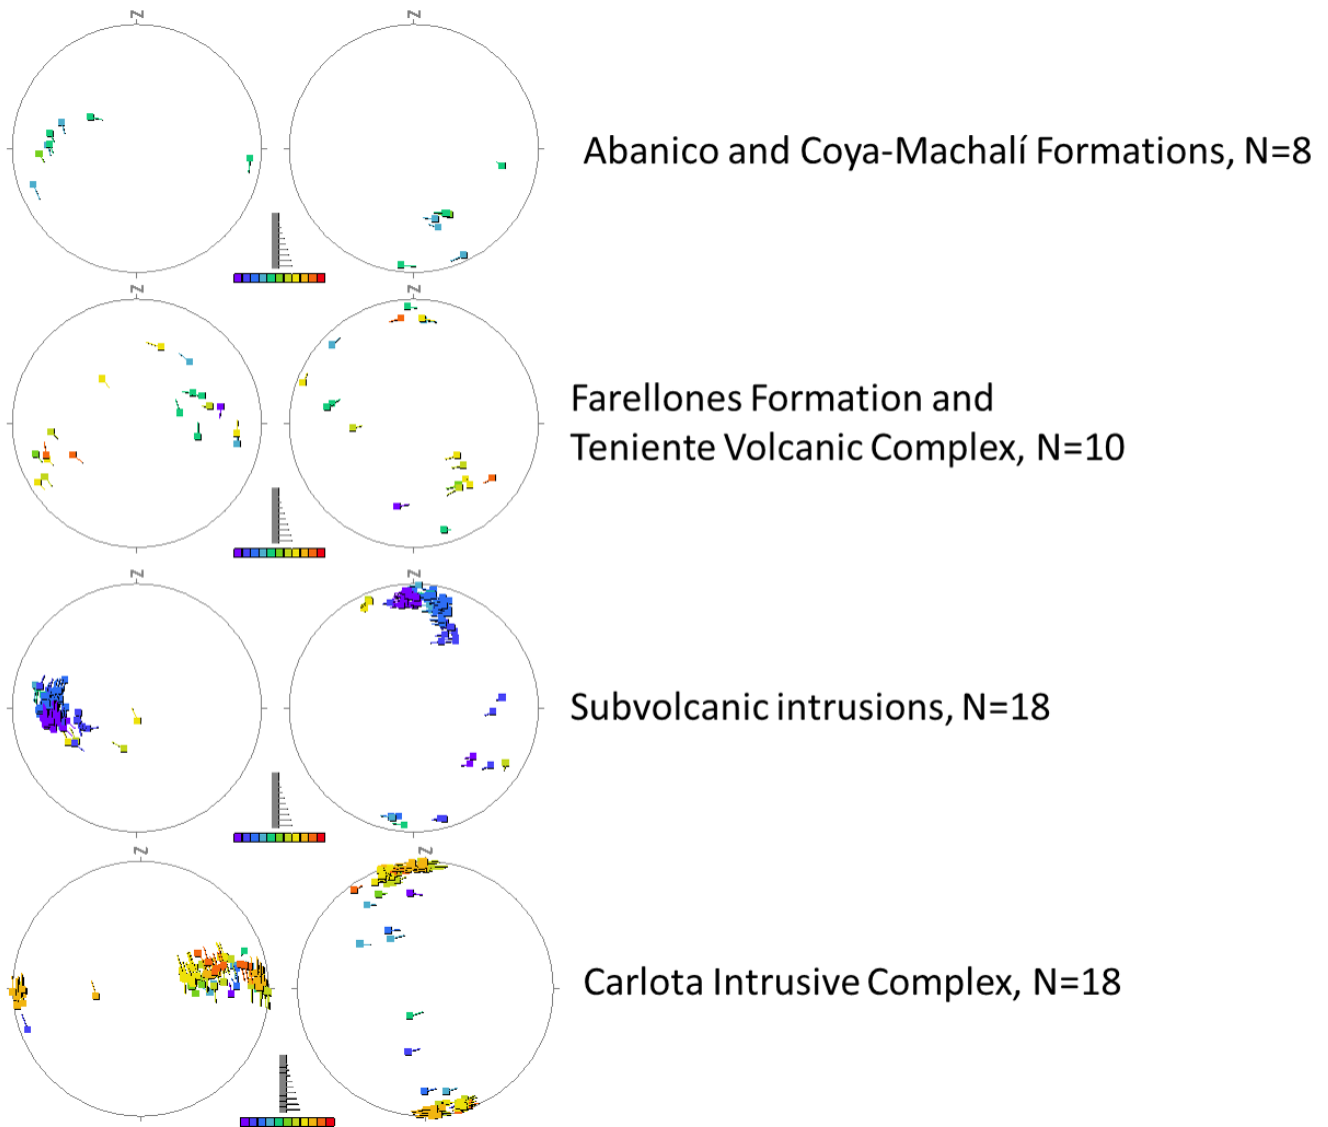 N N
Abanico and Coya-Machalí Formations, N=8
N N
Farellones Formation and
Teniente Volcanic Complex, N=10
N N
Subvolcanic intrusions, N=18
N N
Carlota Intrusive Complex, N=18